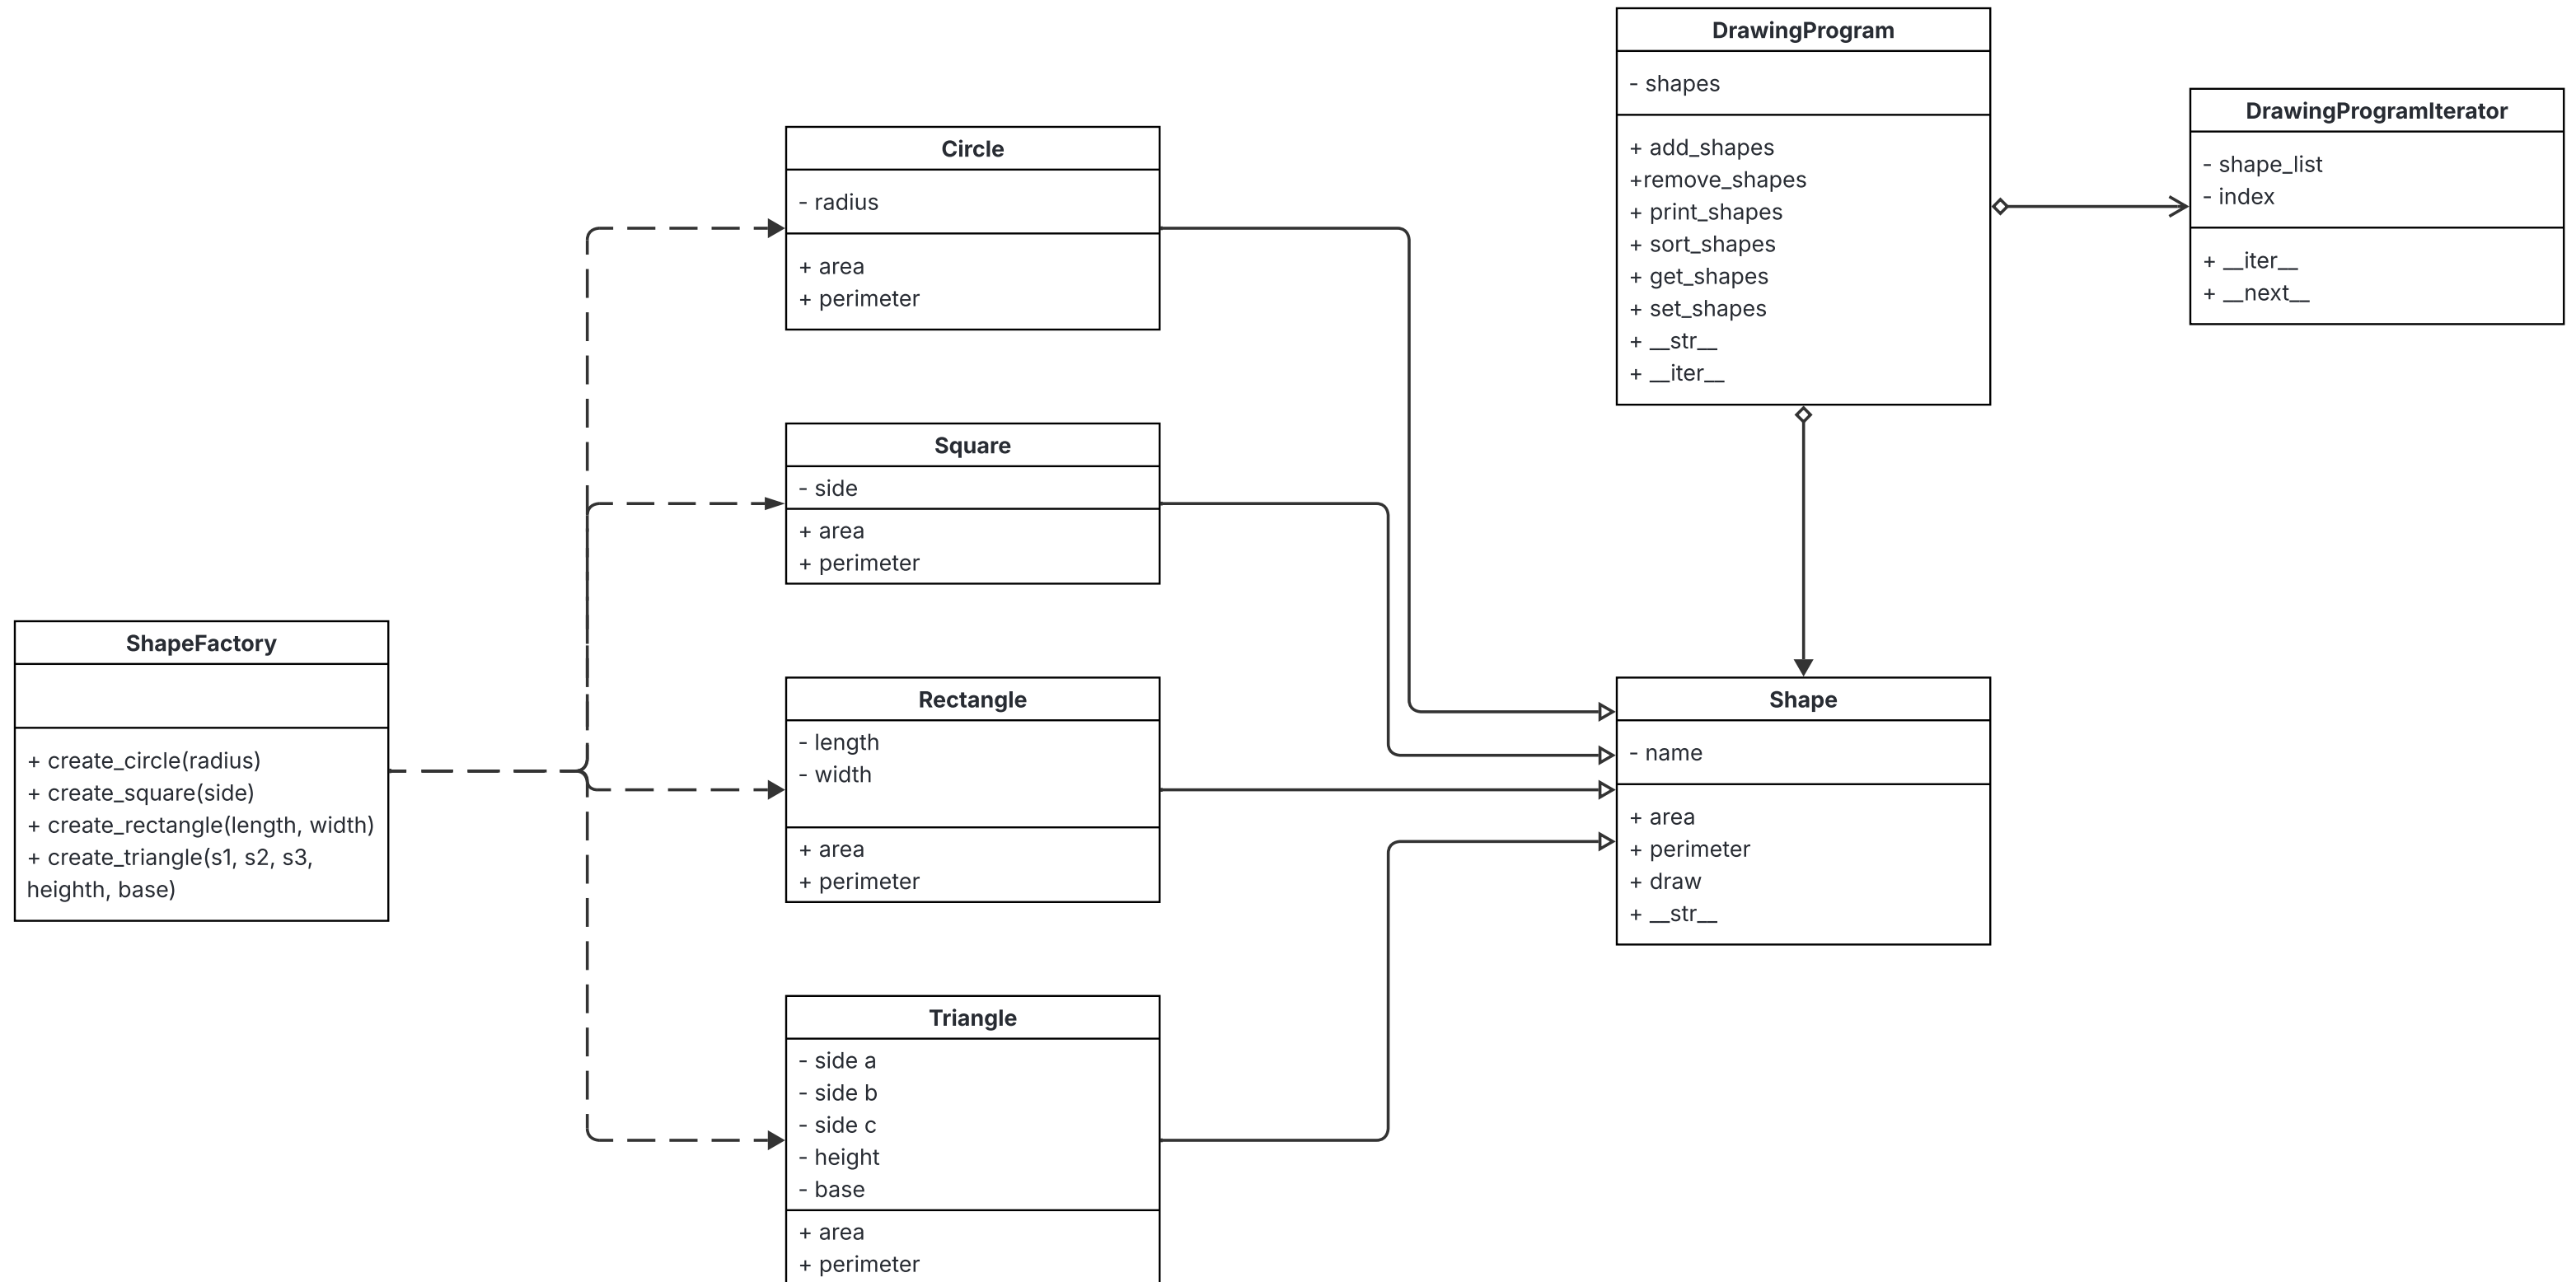 DrawingProgram
- shapes
+ add_shapes
+remove_shapes
+ print_shapes
+ sort_shapes
+ get_shapes
+ set_shapes
+ __str__
+ __iter__
DrawingProgramIterator
- shape_list
- index
+ __iter__
+ __next__
Circle
- radius
+ area
+ perimeter
Square
- side
+ area
+ perimeter
ShapeFactory
+ create_circle(radius)
+ create_square(side)
+ create_rectangle(length, width)
+ create_triangle(s1, s2, s3,
heighth, base)
Rectangle
- length
- width
+ area
+ perimeter
Shape
- name
+ area
+ perimeter
+ draw
+ __str__
Triangle
- side a
- side b
- side c
- height
- base
+ area
+ perimeter